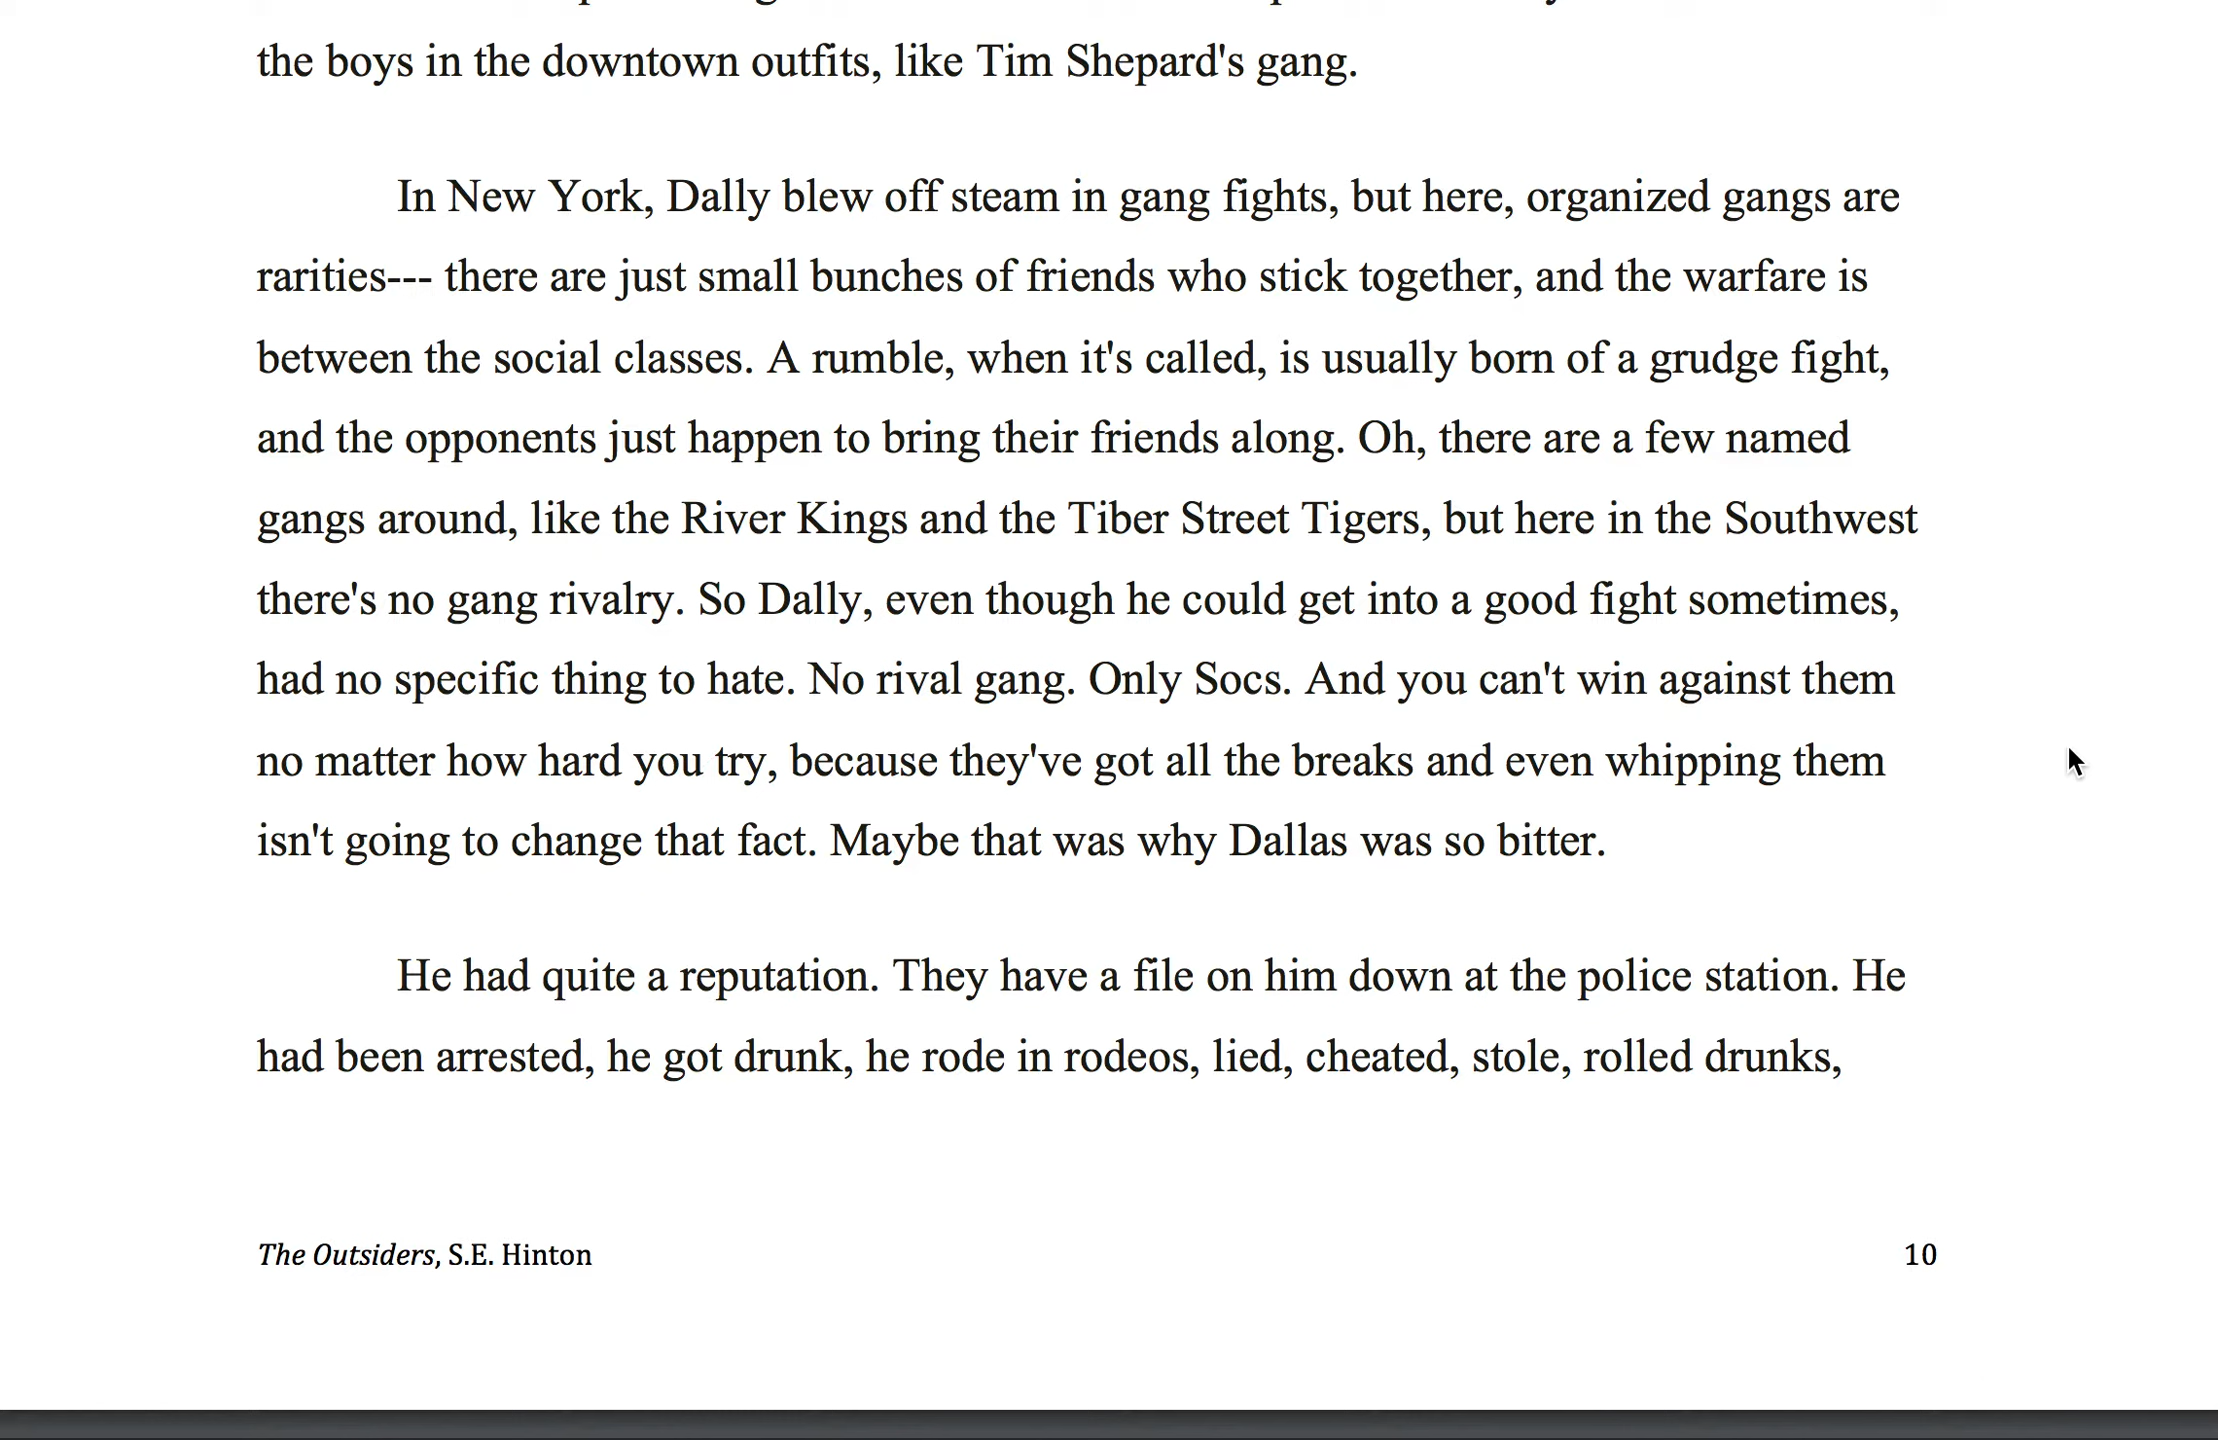 the boys in the downtown outfits, like Tim Shepard's gang.
In New York, Dally blew off steam in gang fights, but here, organized gangs are
rarities--- there are just small bunches of friends who stick together, and the warfare is
between the social classes. A rumble, when it's called, is usually born of a grudge fight,
and the opponents just happen to bring their friends along. Oh, there are a few named
gangs around, like the River Kings and the Tiber Street Tigers, but here in the Southwest
there's no gang rivalry. So Dally, even though he could get into a good fight sometimes,
had no specific thing to hate. No rival gang. Only Socs. And you can't win against them
no matter how hard you try, because they've got all the breaks and even whipping them
isn't going to change that fact. Maybe that was why Dallas was so bitter.
He had quite a reputation. They have a file on him down at the police station. He
had been arrested, he got drunk, he rode in rodeos, lied, cheated, stole, rolled drunks,
The Outsiders, S.E. Hinton 10